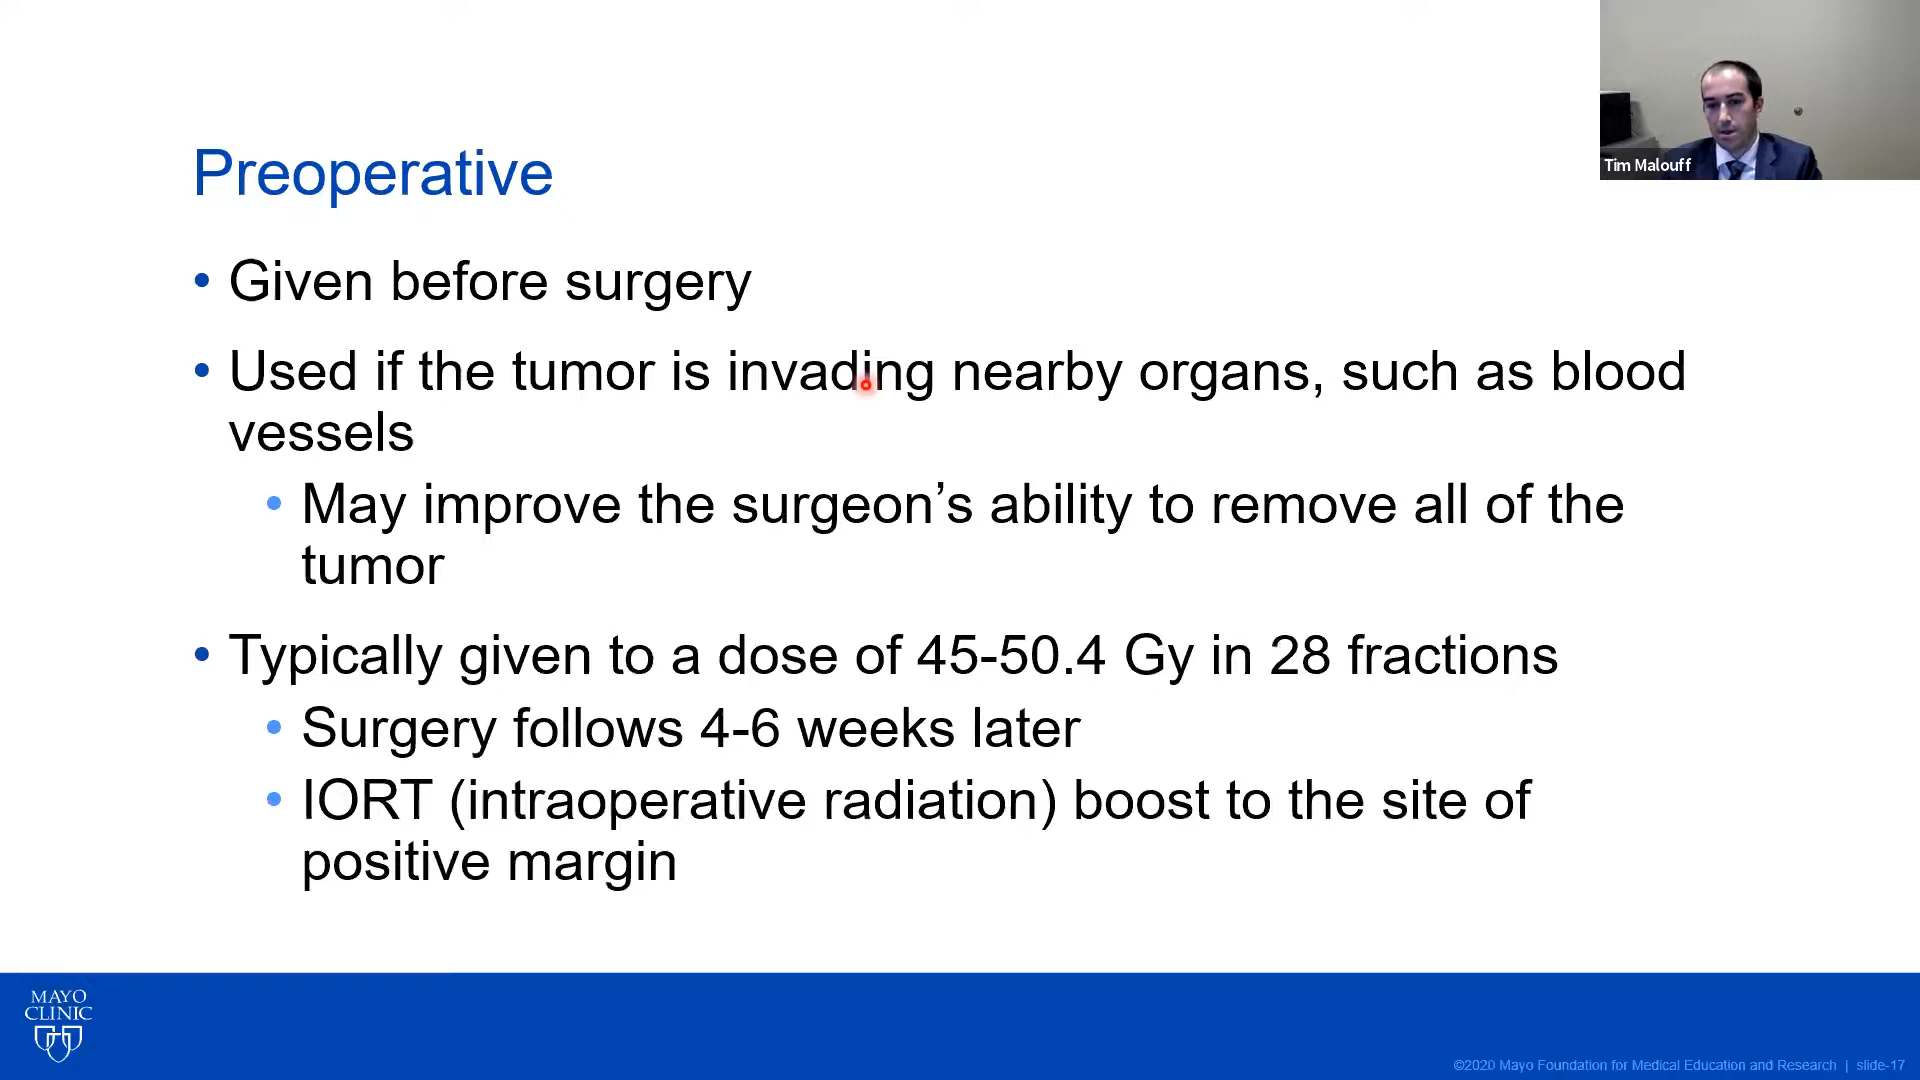 Preoperative
• Given before surgery
• Used if the tumor is invading nearby organs, such as blood
vessels
• May improve the surgeon’s ability to remove all of the
tumor
• Typically given to a dose of 45-50.4 Gy in 28 fractions
• Surgery follows 4-6 weeks later
• IORT (intraoperative radiation) boost to the site of
positive margin
Tim Malouff
MAYO
CLINIC
©2020 Mayo Foundation for Medical Education and Research | slide-17